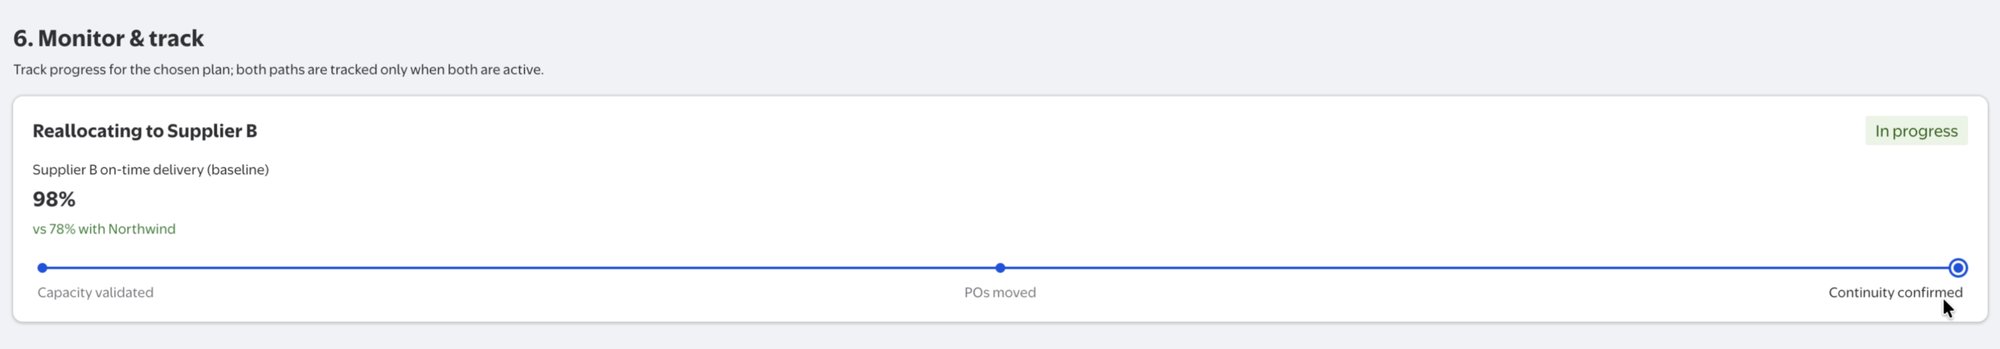 6. Monitor & track
Track progress for the chosen plan; both paths are tracked only when both are active.
Reallocating to Supplier B
In progress
Supplier B on-time delivery (baseline)
98%
vs 78% with Northwind
Capacity validated
POs moved
Continuity confirmed